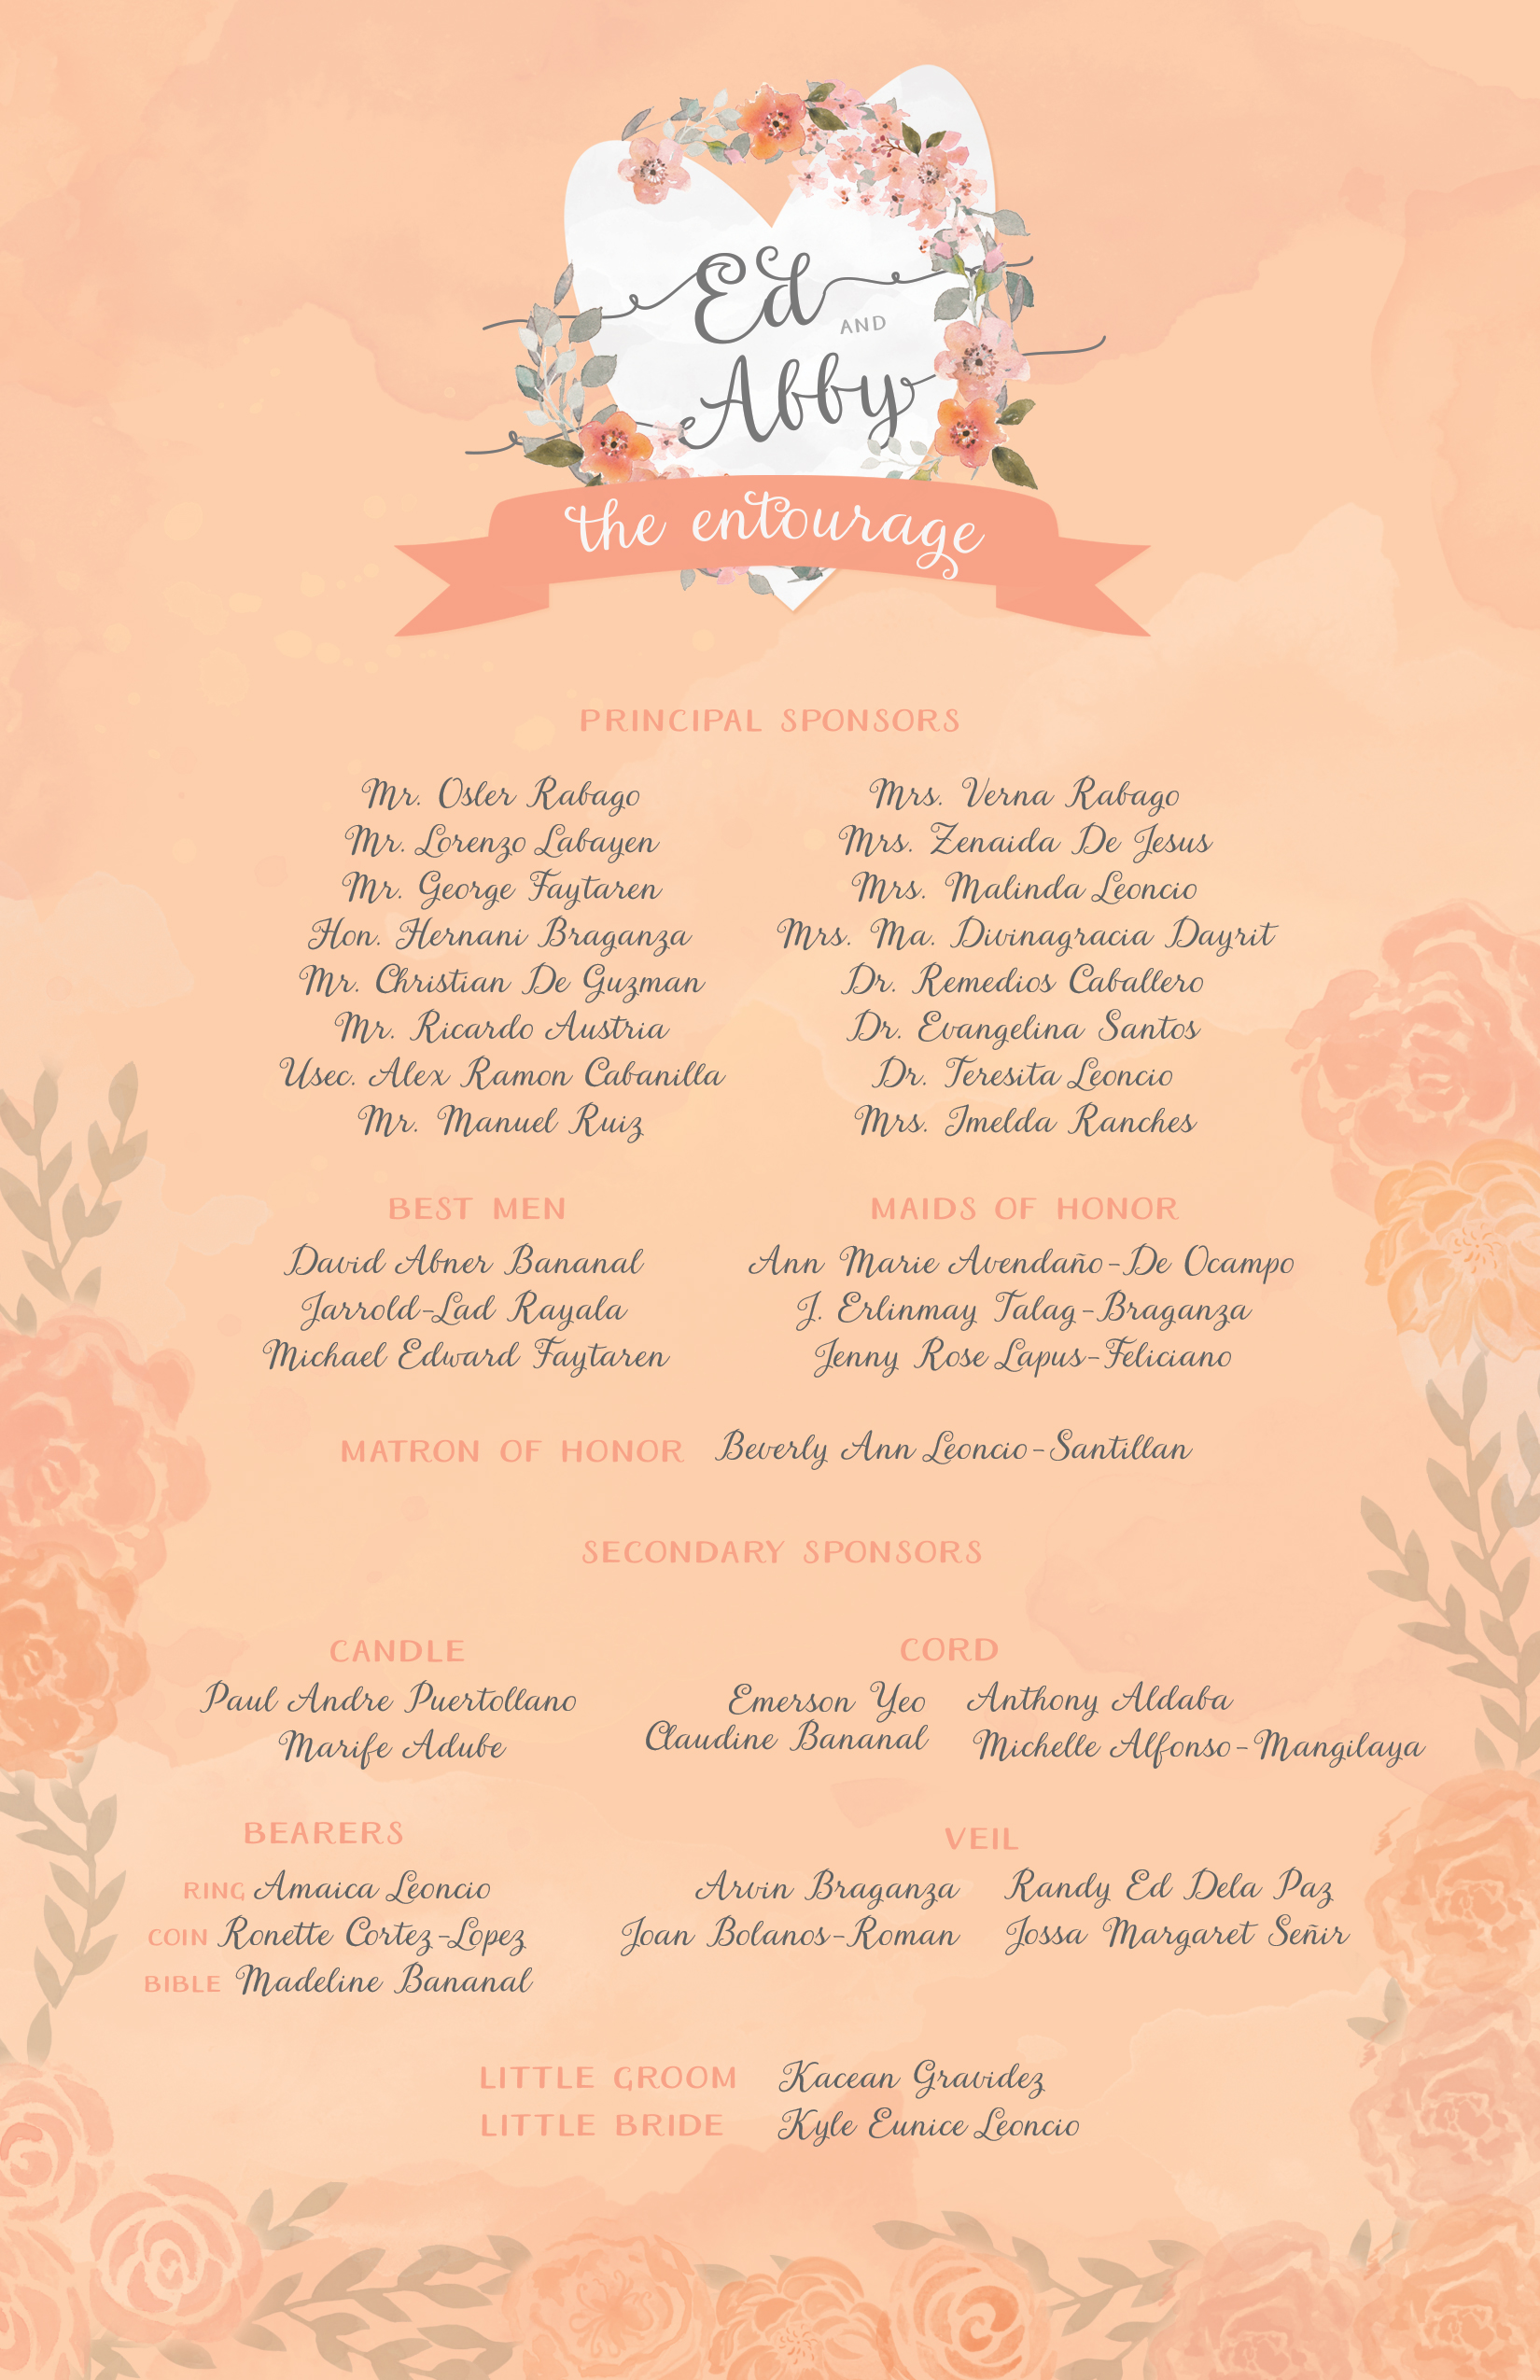 Ed
AND
Abby
the entourage
PRINCIPAL SPONSORS
Mr. Osler Rabago
Mr. Lorenzo Labayen
Mr. George Faytaren
Hon. Hernani Braganza
Mr. Christian De Guzman
Mr. Ricardo Austria
Usec. Alex Ramon Cabanilla
Mr. Manuel Ruiz
Mrs. Verna Rabago
Mrs. Zenaida De Jesus
Mrs. Malinda Leoncio
Mrs. Ma. Divinagracia Dayrit
Dr. Remedios Caballero
Dr. Evangelina Santos
Dr. Teresita Leoncio
Mrs. Imelda Ranches
BEST MEN
David Abner Bananal
Jarrold-Lad Rayala
Michael Edward Faytaren
MAIDS OF HONOR
Ann Marie Avendaño-De Ocampo
J. Erlinmay Talag-Braganza
Jenny Rose Lapus-Feliciano
MATRON OF HONOR Beverly Ann Leoncio-Santillan
SECONDARY SPONSORS
CANDLE
Paul Andre Puertollano
Marife Adube
CORD
Emerson Yeo
Claudine Bananal
Anthony Aldaba
Michelle Alfonso-Mangilaya
BEARERS
RING Amaica Leoncio
COIN Ronette Cortez-Lopez
BIBLE Madeline Bananal
VEIL
Arvin Braganza
Joan Bolanos-Roman
Randy Ed Dela Paz
Jossa Margaret Señir
LITTLE GROOM Kacean Gravidez
LITTLE BRIDE Kyle Eunice Leoncio